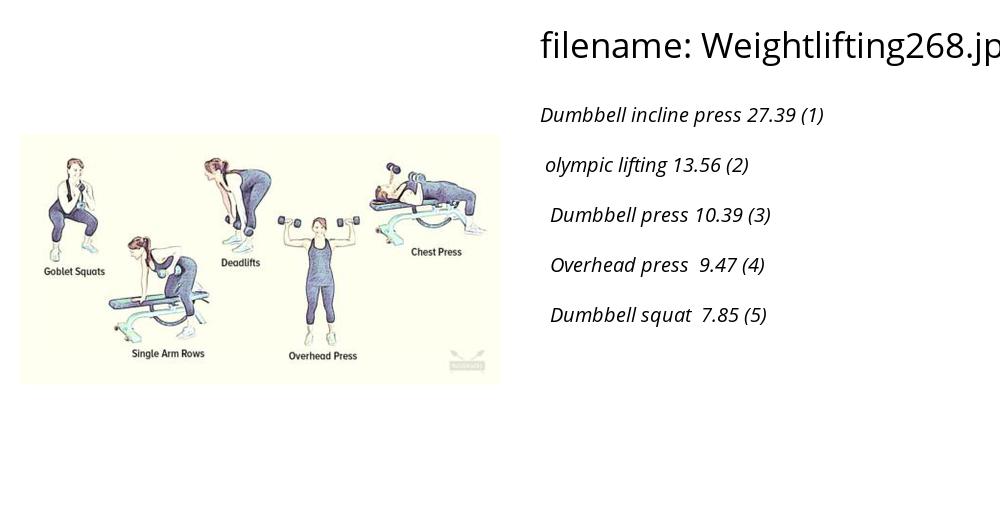 filename: Weightlifting268.jp
Dumbbell incline press 27.39 (1)
olympic lifting 13.56 (2)
Dumbbell press 10.39 (3)
Overhead press 9.47 (4)
Dumbbell squat 7.85 (5)
Goblet Squats
Deadlifts
Chest Press
Single Arm Rows
Overhead Press